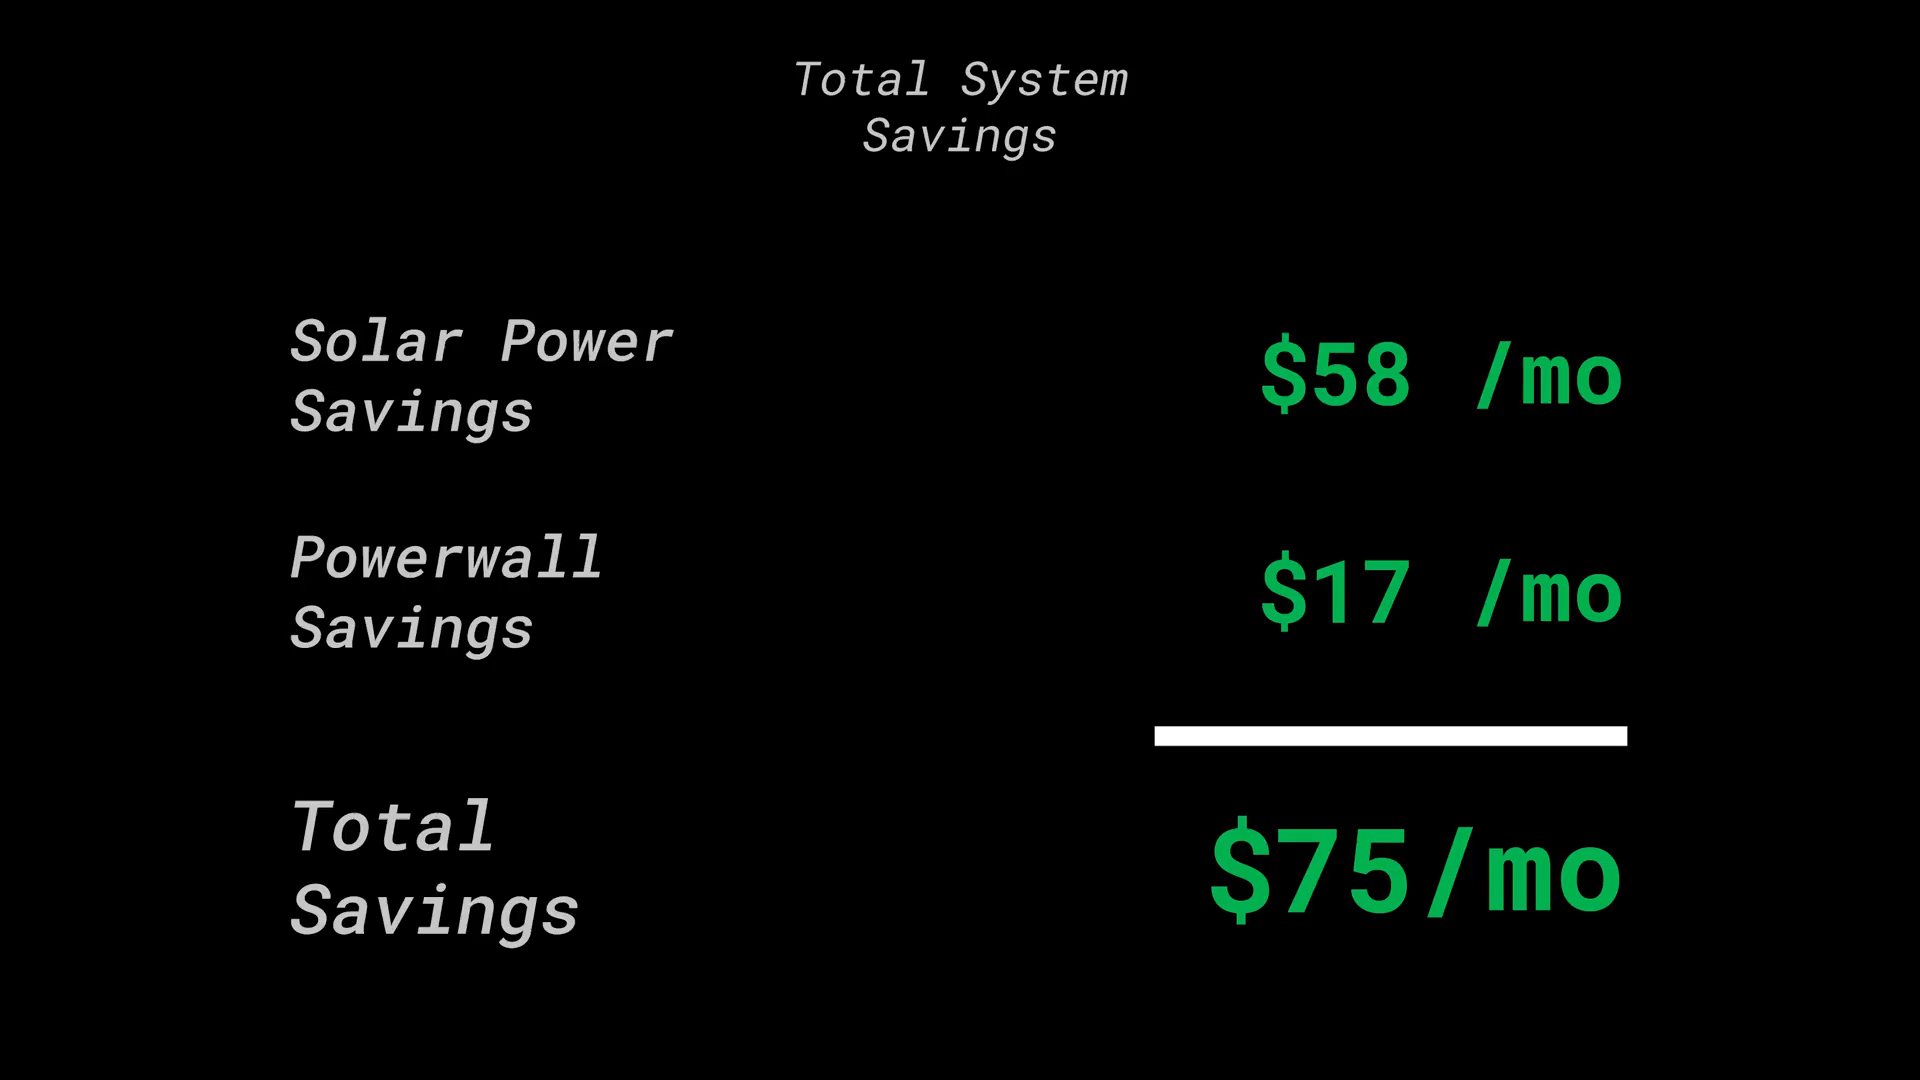 Total System
Savings
Solar Power
Savings
$58 /mo
Powerwall
Savings
$17 /mo
Total
Savings
$75/mo